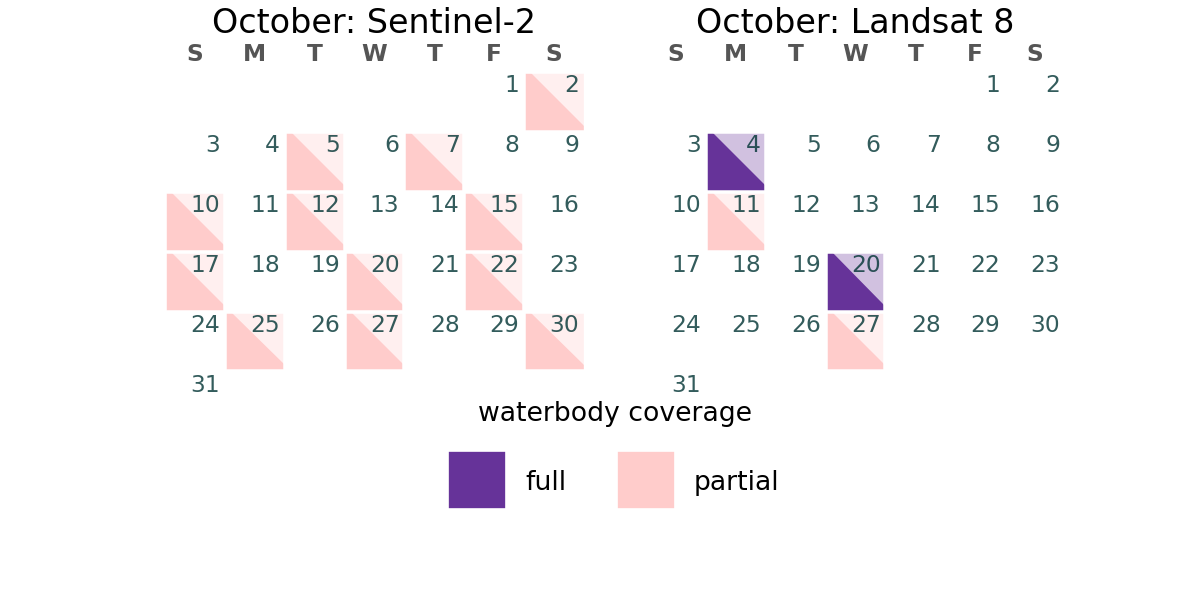 October: Sentinel-2
S M T W T F S
1 2
3 4 5 6 7 8 9
10 11 12 13 14 15 16
17 18 19 20 21 22 23
24 25 26 27 28 29 30
31
October: Landsat 8
S M T W T F S
1 2
3 4 5 6 7 8 9
10 11 12 13 14 15 16
17 18 19 20 21 22 23
24 25 26 27 28 29 30
31
waterbody coverage
full
partial